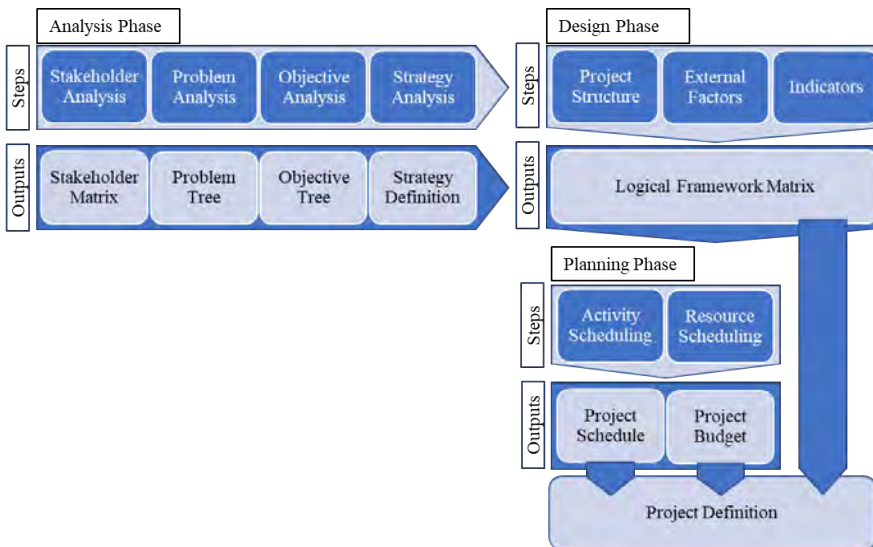 Analysis Phase
Steps
Stakeholder
Analysis
Problem
Analysis
Objective
Analysis
Strategy
Analysis
Outputs
Stakeholder
Matrix
Problem
Tree
Objective
Tree
Strategy
Definition
Design Phase
Steps
Project
Structure
External
Factors
Indicators
Outputs
Logical Framework Matrix
Planning Phase
Steps
Activity
Scheduling
Resource
Scheduling
Outputs
Project
Schedule
Project
Budget
Project Definition